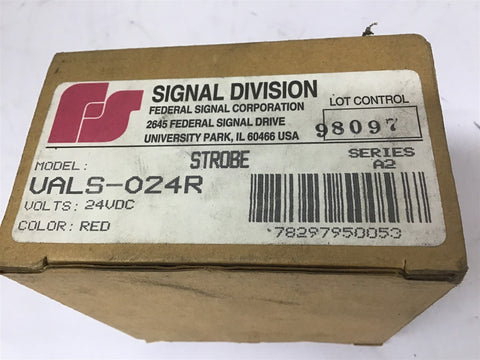 SIGNAL DIVISION
FEDERAL SIGNAL CORPORATION
2645 FEDERAL SIGNAL DRIVE
UNIVERSITY PARK, IL 60466 USA
LOT CONTROL
98097
STROBE
SERIES
A2
MODEL:
VALS-024R
VOLTS: 24VDC
COLOR: RED
78297950053